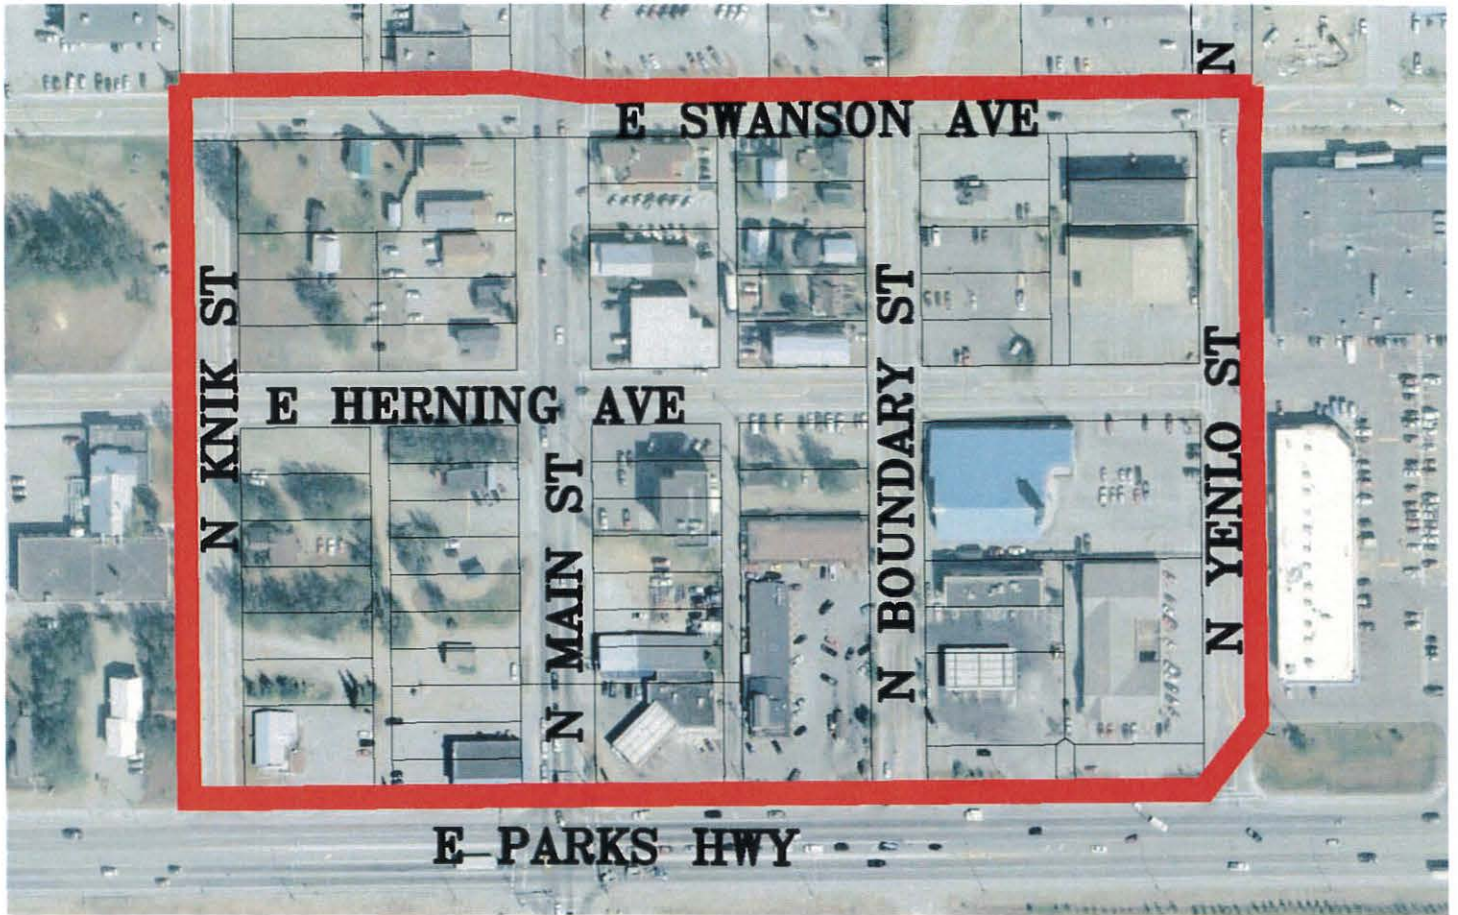 N
E SWANSON AVE
N KNIK ST
E HERNING AVE
N MAIN ST
N BOUNDARY ST
N YENLO ST
E PARKS HWY